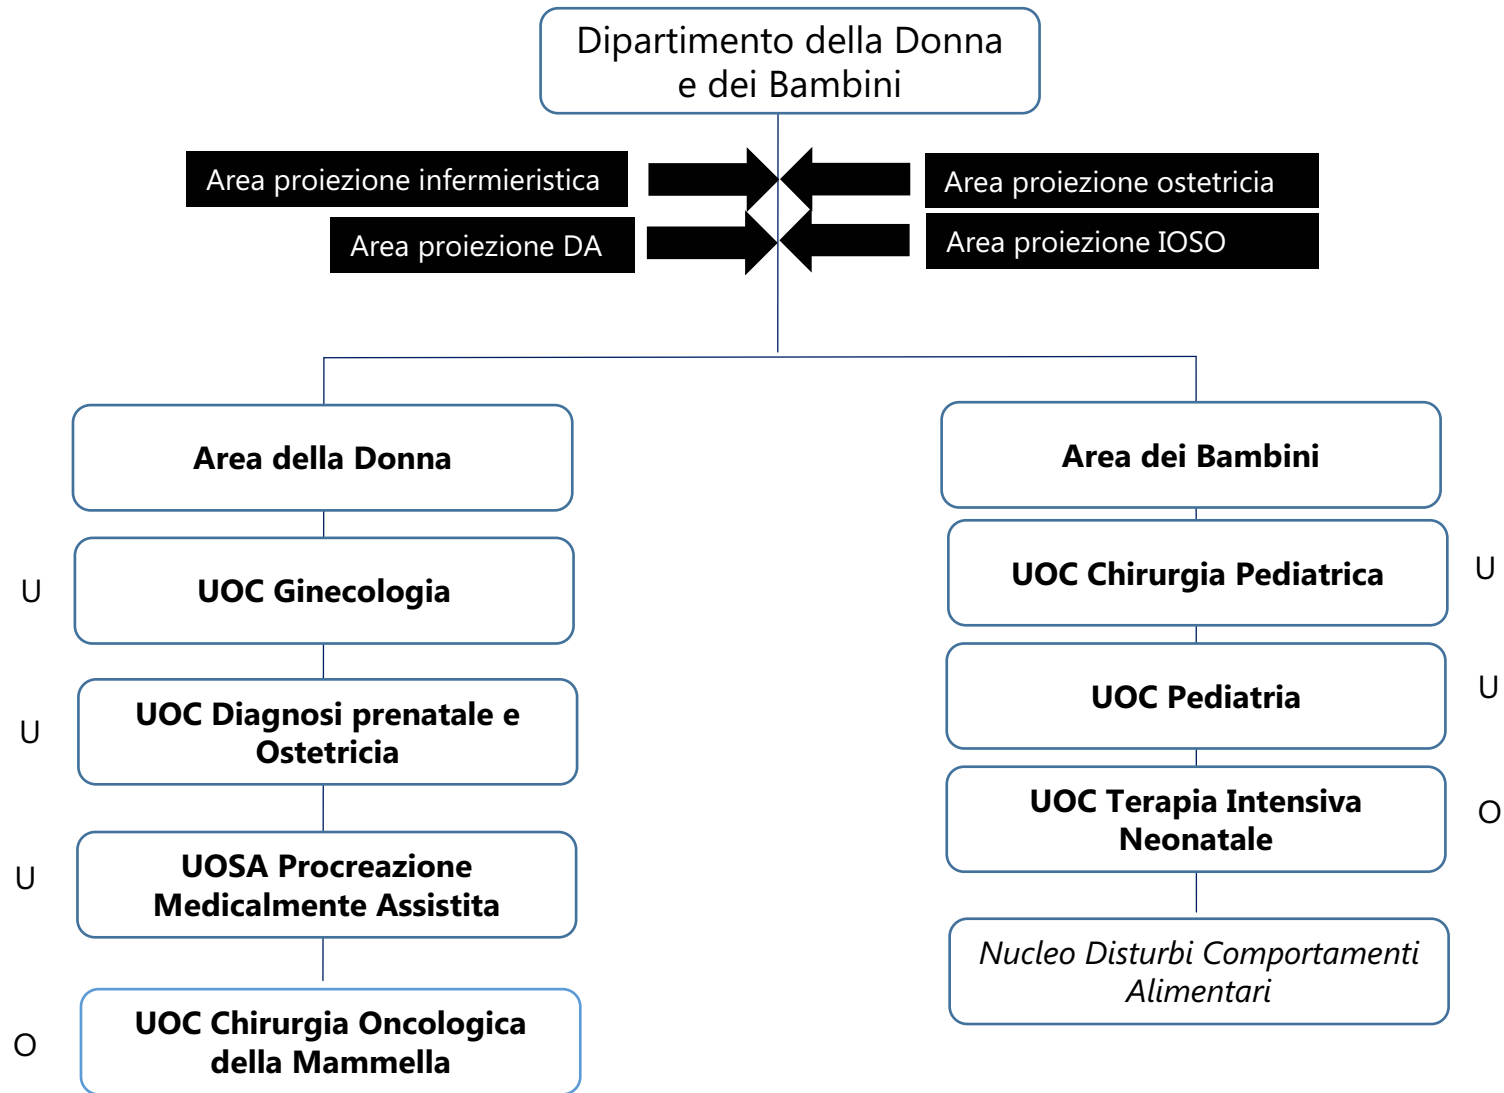 Dipartimento della Donna
e dei Bambini
Area proiezione infermieristica
Area proiezione ostetricia
Area proiezione DA
Area proiezione IOSO
Area della Donna
U
UOC Ginecologia
U
UOC Diagnosi prenatale e
Ostetricia
U
UOSA Procreazione
Medicalmente Assistita
O
UOC Chirurgia Oncologica
della Mammella
Area dei Bambini
UOC Chirurgia Pediatrica
U
UOC Pediatria
U
UOC Terapia Intensiva
Neonatale
O
Nucleo Disturbi Comportamenti
Alimentari